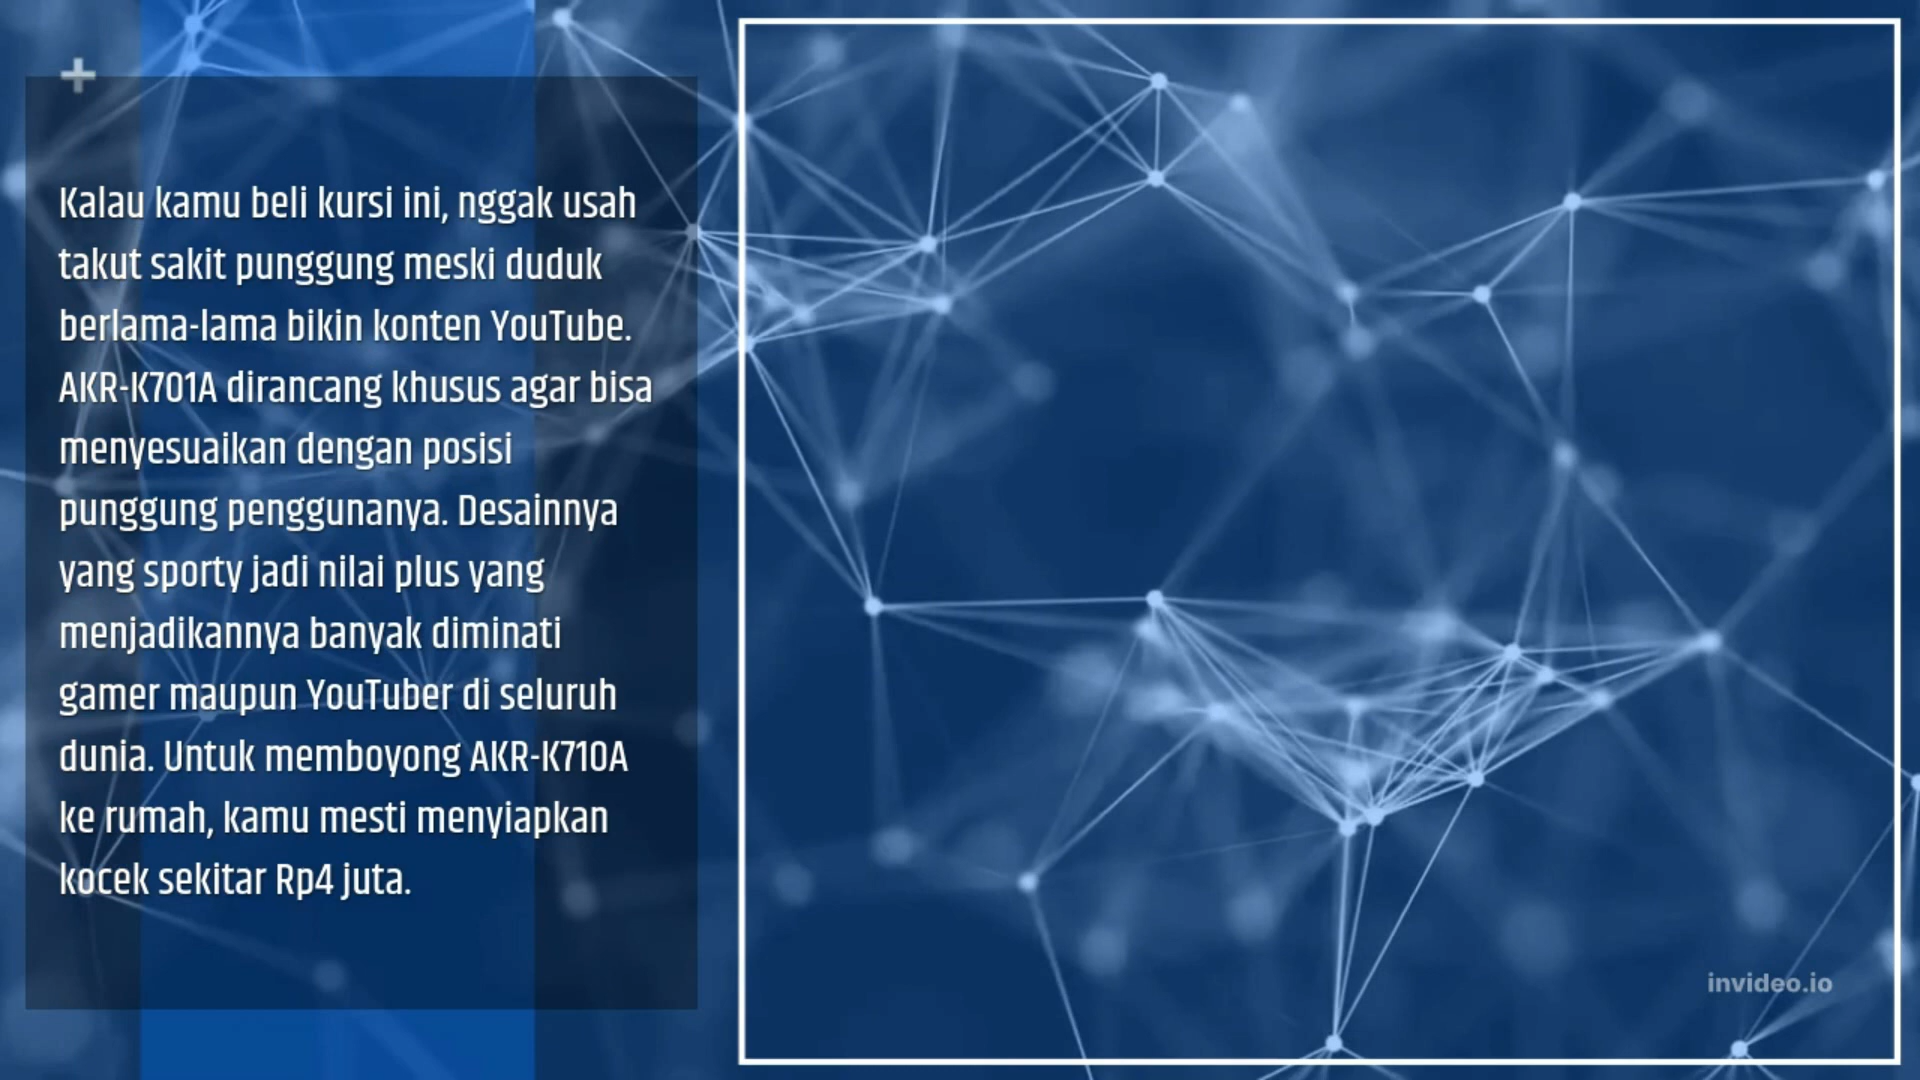 Kalau kamu beli kursi ini, nggak usah
takut sakit punggung meski duduk
berlama-lama bikin konten YouTube.
AKR-K701A dirancang khusus agar bisa
menyesuaikan dengan posisi
punggung penggunanya. Desainnya
yang sporty jadi nilai plus yang
menjadikannya banyak diminati
gamer maupun YouTuber di seluruh
dunia. Untuk memboyong AKR-K710A
ke rumah, kamu mesti menyiapkan
kocek sekitar Rp4 juta.
invideo.io